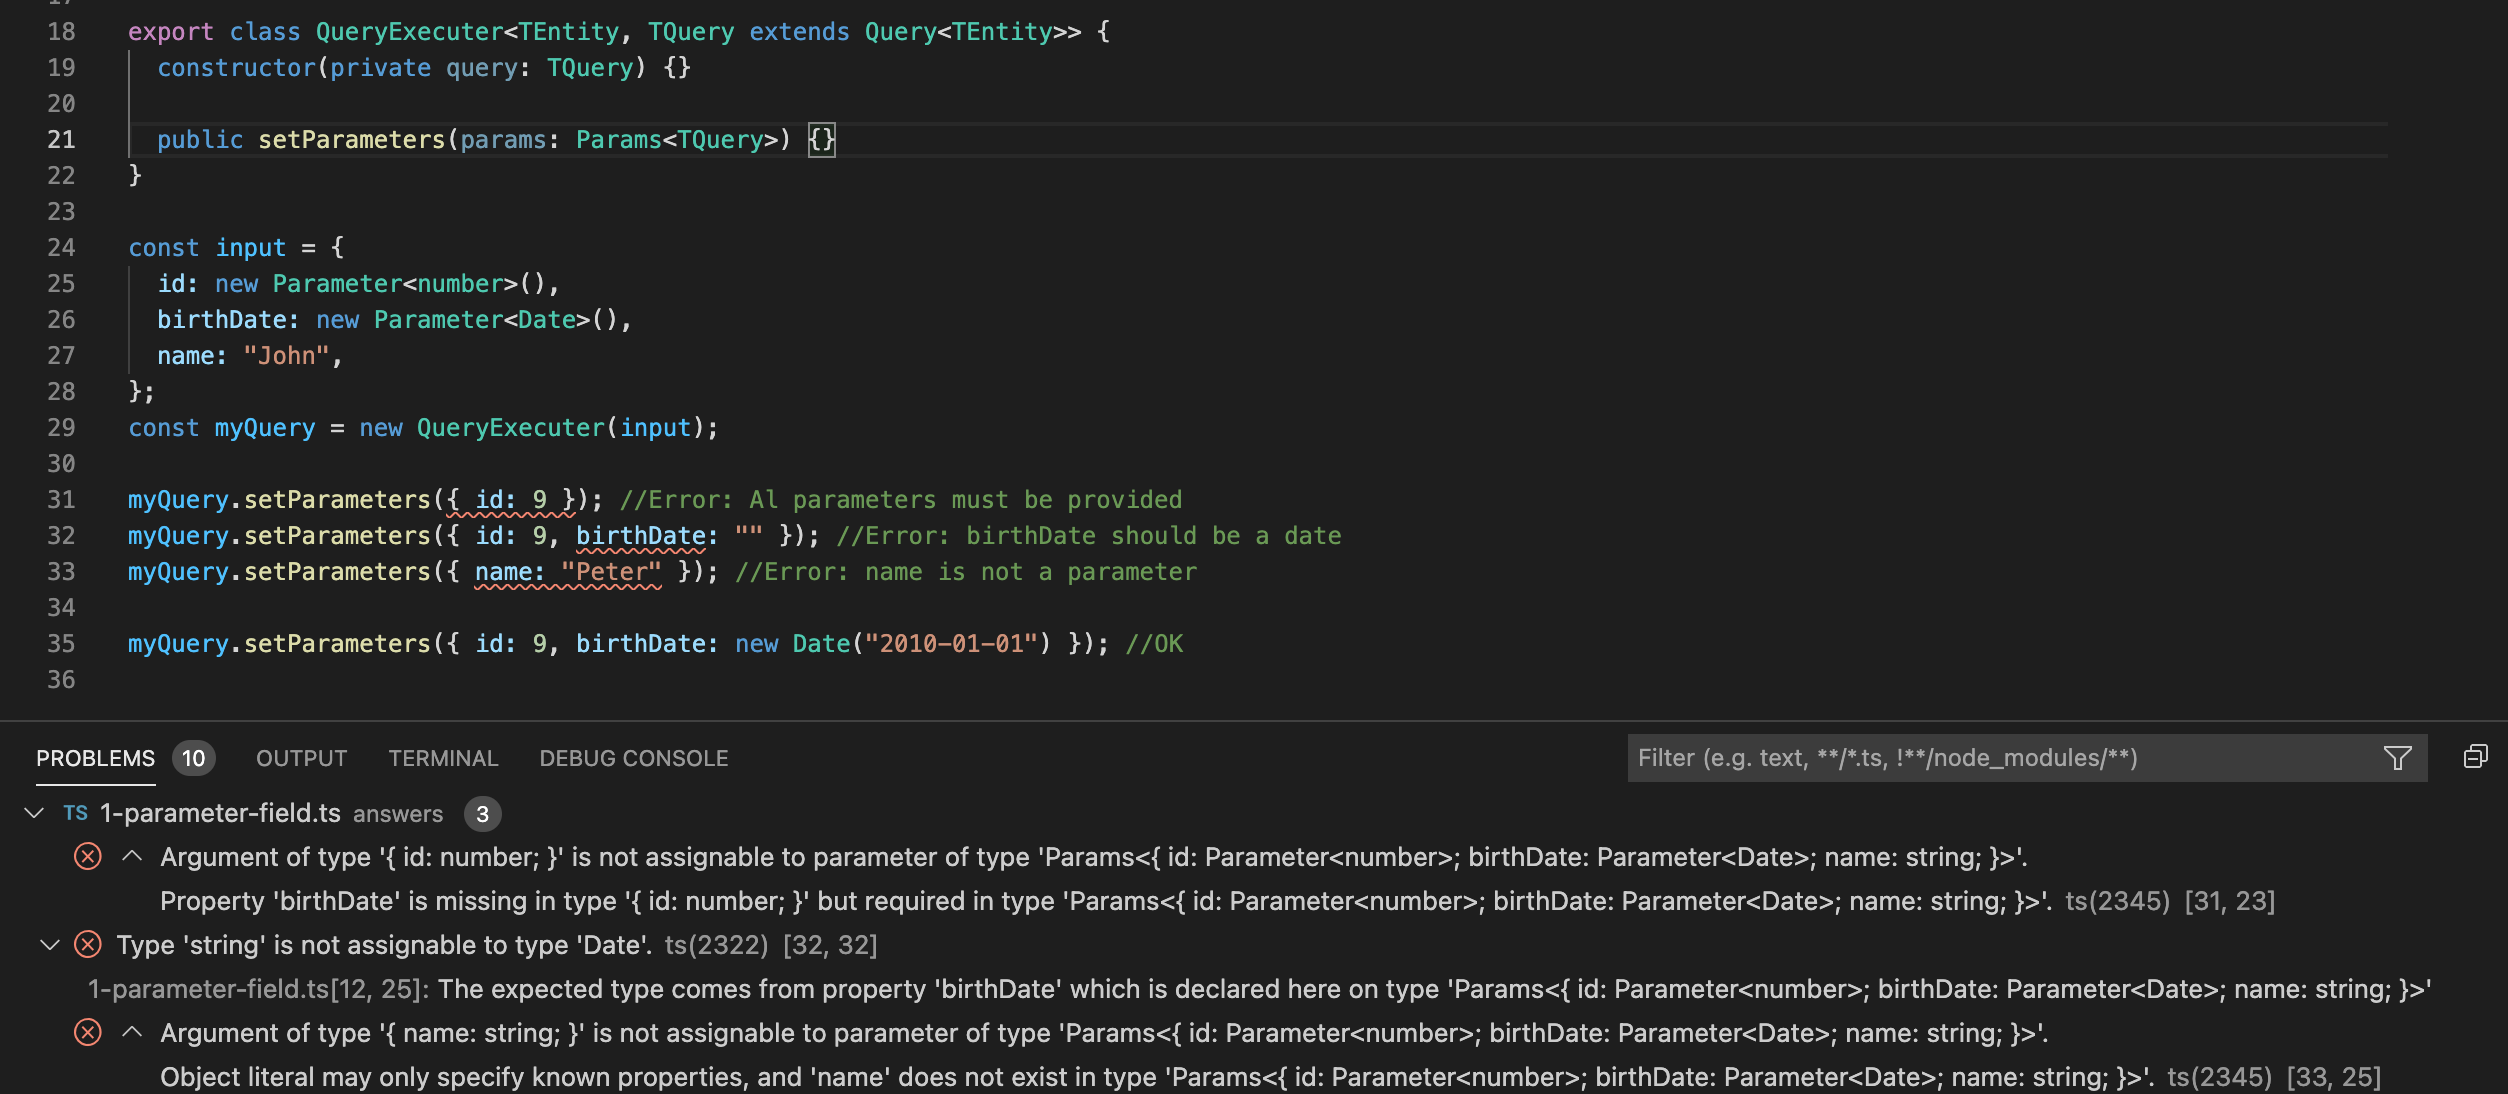 17
18 export class QueryExecuter<TEntity, TQuery extends Query<TEntity>> {
19 constructor(private query: TQuery) {}
20
21 public setParameters(params: Params<TQuery>) {}
22 }
23
24 const input = {
25 id: new Parameter<number>(),
26 birthDate: new Parameter<Date>(),
27 name: "John",
28 };
29 const myQuery = new QueryExecuter(input);
30
31 myQuery.setParameters({ id: 9 }); //Error: Al parameters must be provided
32 myQuery.setParameters({ id: 9, birthDate: "" }); //Error: birthDate should be a date
33 myQuery.setParameters({ name: "Peter" }); //Error: name is not a parameter
34
35 myQuery.setParameters({ id: 9, birthDate: new Date("2010-01-01") }); //OK
36
PROBLEMS 10 OUTPUT TERMINAL DEBUG CONSOLE Filter (e.g. text, **/*.ts, !**/node_modules/**)
TS 1-parameter-field.ts answers 3
Argument of type '{ id: number; }' is not assignable to parameter of type 'Params<{ id: Parameter<number>; birthDate: Parameter<Date>; name: string; }>'.
Property 'birthDate' is missing in type '{ id: number; }' but required in type 'Params<{ id: Parameter<number>; birthDate: Parameter<Date>; name: string; }>'. ts(2345) [31, 23]
Type 'string' is not assignable to type 'Date'. ts(2322) [32, 32]
1-parameter-field.ts[12, 25]: The expected type comes from property 'birthDate' which is declared here on type 'Params<{ id: Parameter<number>; birthDate: Parameter<Date>; name: string; }>'
Argument of type '{ name: string; }' is not assignable to parameter of type 'Params<{ id: Parameter<number>; birthDate: Parameter<Date>; name: string; }>'.
Object literal may only specify known properties, and 'name' does not exist in type 'Params<{ id: Parameter<number>; birthDate: Parameter<Date>; name: string; }>'. ts(2345) [33, 25]